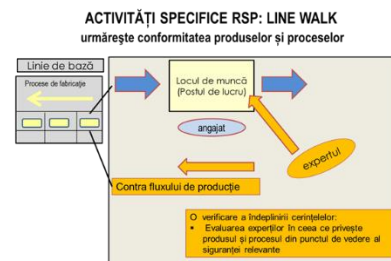 ACTIVITĂȚI SPECIFICE RSP: LINE WALK
urmărește conformitatea produselor și proceselor
Linie de bază
Procese de fabricație
Locul de muncă
(Postul de lucru)
angajat
expertul
Contra fluxului de producție
O verificare a îndeplinirii cerințelor:
• Evaluarea experților în ceea ce privește
produsul și procesul din punctul de vedere al
siguranței relevante